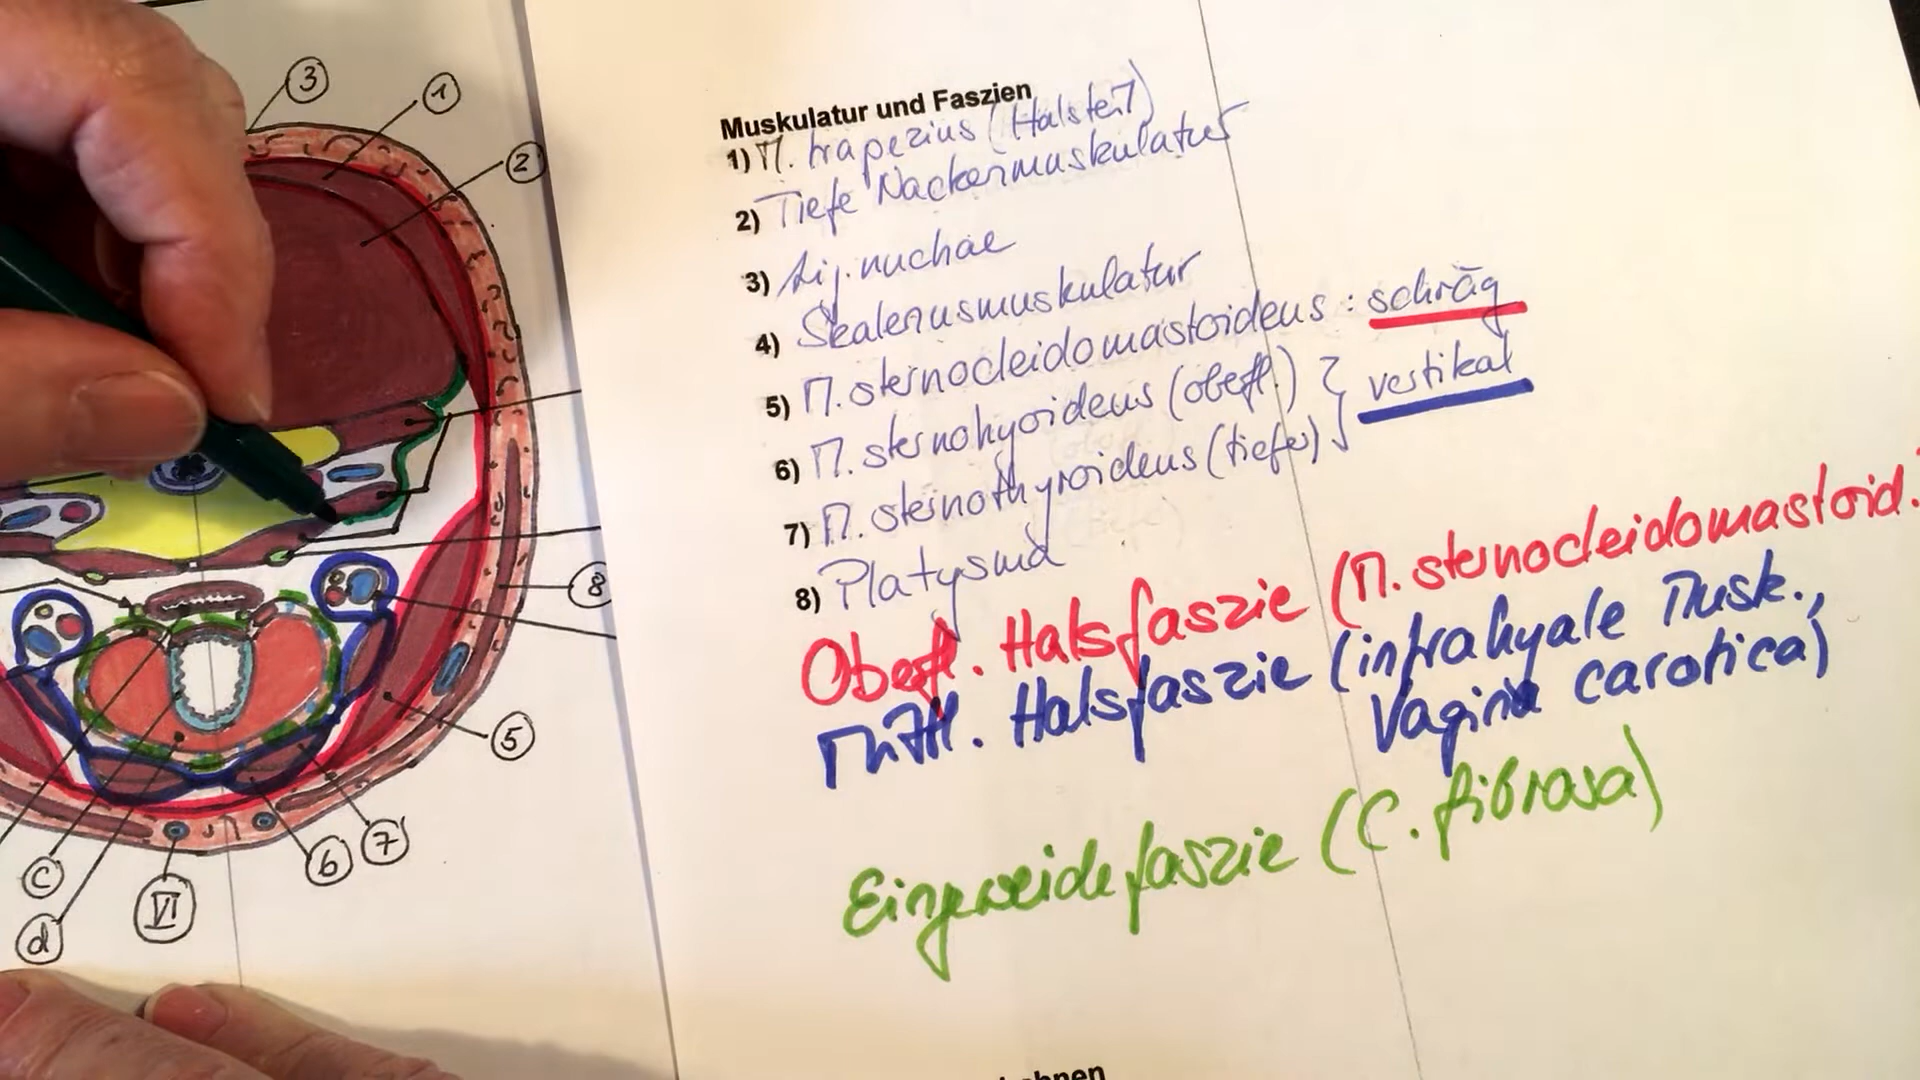 3
1
2
8
5
7
6
c
VI
d
Muskulatur und Faszien
1) M. trapezius (Halsteil)
2) Tiefe Nackenmuskulatur
3) Lig. nuchae
4) Skalenusmuskulatur
5) M. sternocleidomastoideus : schräg
6) M. sternohyoideus (oberfl.) } vertikal
7) M. sternothyroideus (tiefer)
8) Platysma
Oberfl. Halsfaszie (M. sternocleidomastoid.
Mittl. Halsfaszie (infrahyale Musk.,
Vagina carotica)
Eingeweidefaszie (C. fibrosa)